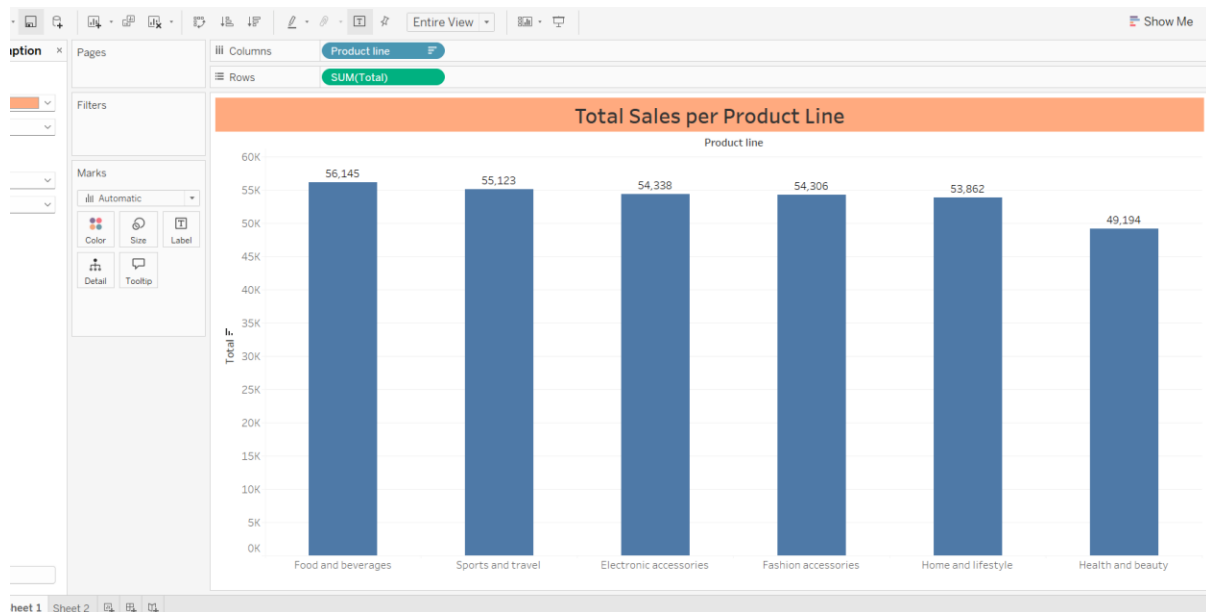 Entire View
Show Me
ption
Pages
Columns
Product line
Rows
SUM(Total)
Filters
Marks
Automatic
Color
Size
Label
Detail
Tooltip
Total Sales per Product Line
Product line
60K
55K
50K
45K
40K
35K
30K
25K
20K
15K
10K
5K
0K
Total
56,145
55,123
54,338
54,306
53,862
49,194
Food and beverages
Sports and travel
Electronic accessories
Fashion accessories
Home and lifestyle
Health and beauty
heet 1
Sheet 2